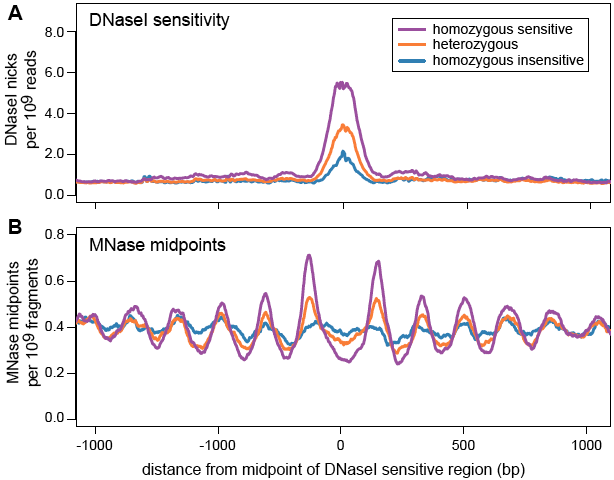 A
DNaseI sensitivity
homozygous sensitive
heterozygous
homozygous insensitive
DNaseI nicks
per 10⁹ reads
8.0
6.0
4.0
2.0
0.0
B
MNase midpoints
MNase midpoints
per 10⁹ fragments
0.8
0.6
0.4
0.2
0.0
-1000 -1000 0 500 1000
distance from midpoint of DNaseI sensitive region (bp)